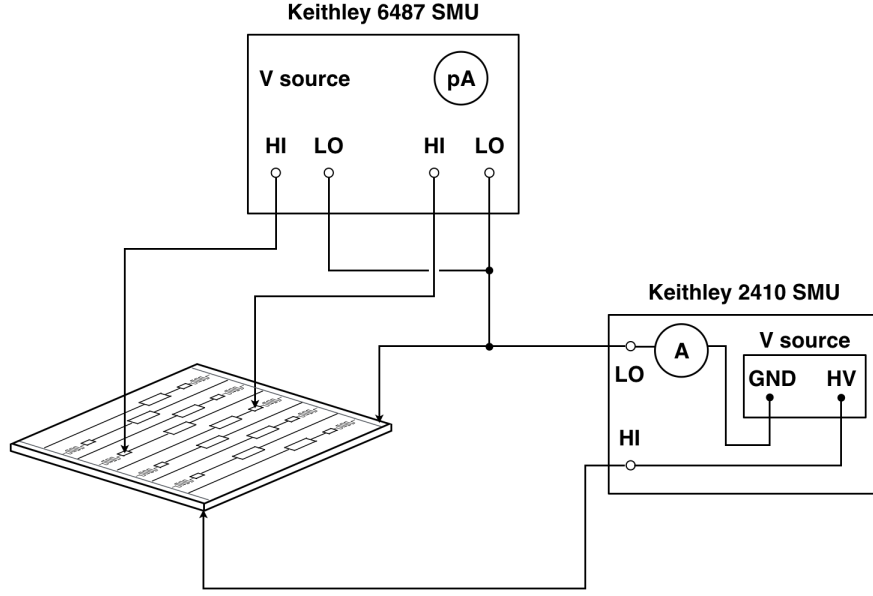 Keithley 6487 SMU
V source
pA
HI LO HI LO
Keithley 2410 SMU
V source
A
GND HV
LO
HI